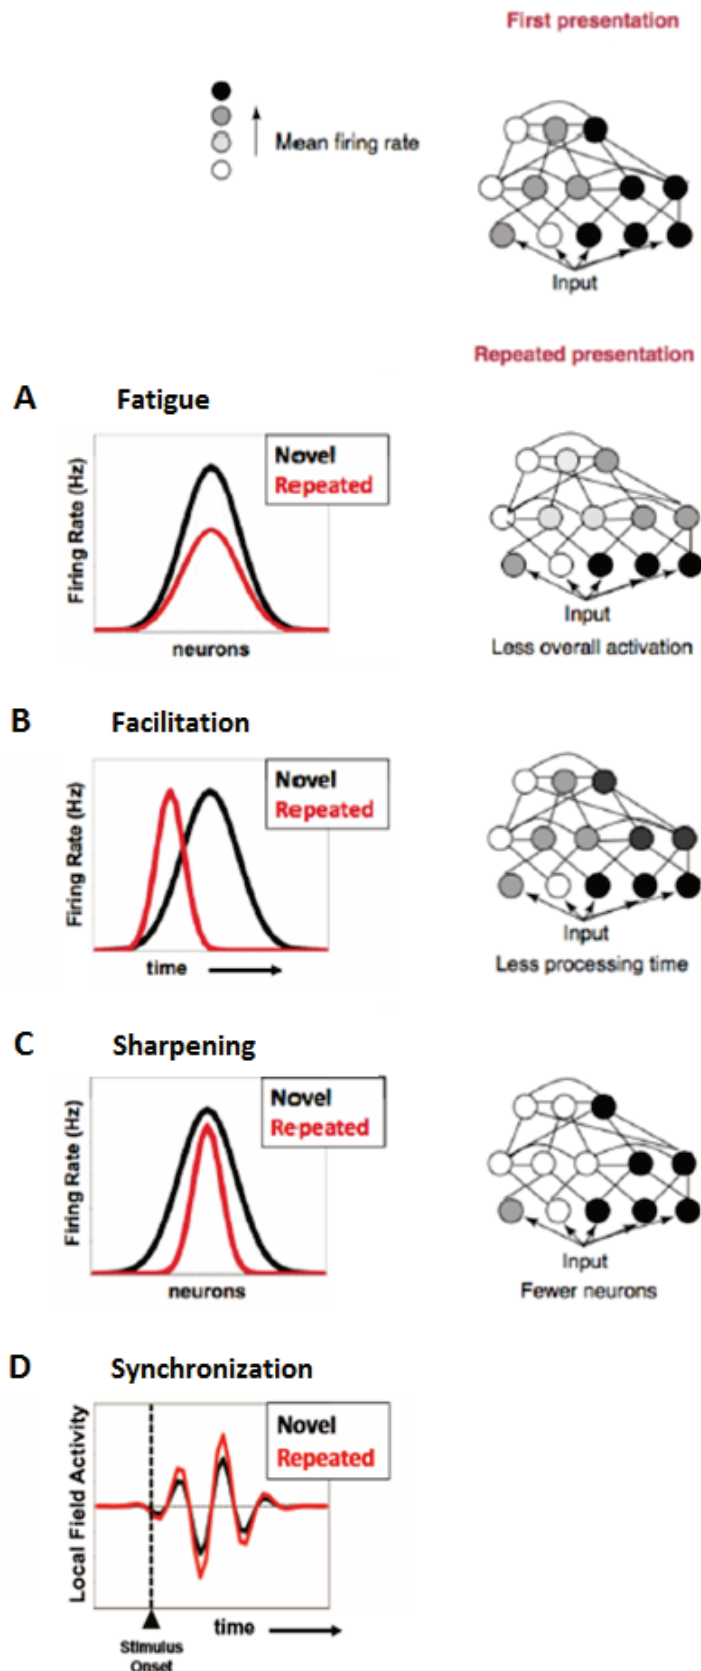 First presentation
Mean firing rate
Input
Repeated presentation
A Fatigue
Firing Rate (Hz)
Novel
Repeated
neurons
Input
Less overall activation
B Facilitation
Firing Rate (Hz)
Novel
Repeated
time
Input
Less processing time
C Sharpening
Firing Rate (Hz)
Novel
Repeated
neurons
Input
Fewer neurons
D Synchronization
Local Field Activity
Novel
Repeated
time
Stimulus
Onset